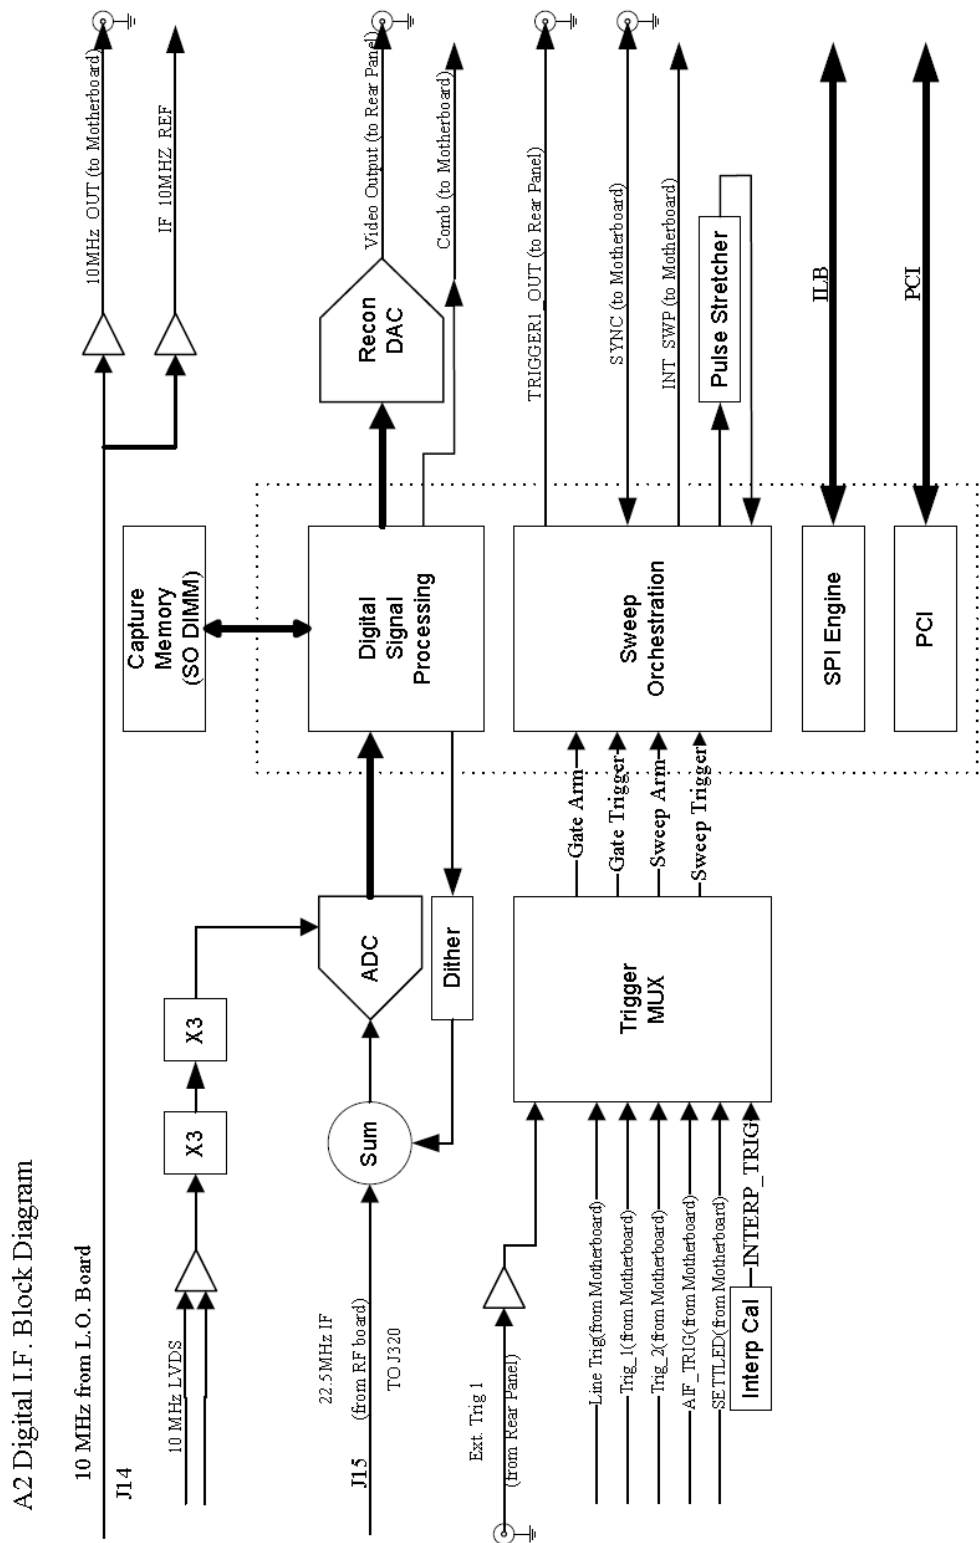 A2 Digital I.F. Block Diagram
10 MHz from L.O. Board
J14
10MHz OUT (to Motherboard)
IF 10MHZ REF
10 MHz LVDS
X3
X3
Capture
Memory
(SO DIMM)
22.5MHz IF
(from RF board)
J15
TO J320
Sum
ADC
Dither
Digital
Signal
Processing
Recon
DAC
Video Output (to Rear Panel)
Comb (to Motherboard)
Ext. Trig 1
(from Rear Panel)
Line Trig(from Motherboard)
Trig_1(from Motherboard)
Trig_2(from Motherboard)
AIF_TRIG(from Motherboard)
SETTLED(from Motherboard)
Interp Cal
INTERP_TRIG
Trigger
MUX
Gate Arm
Gate Trigger
Sweep Arm
Sweep Trigger
Sweep
Orchestration
TRIGGER1_OUT (to Rear Panel)
SYNC (to Motherboard)
INT SWP (to Motherboard)
Pulse Stretcher
SPI Engine
ILB
PCI
PCI